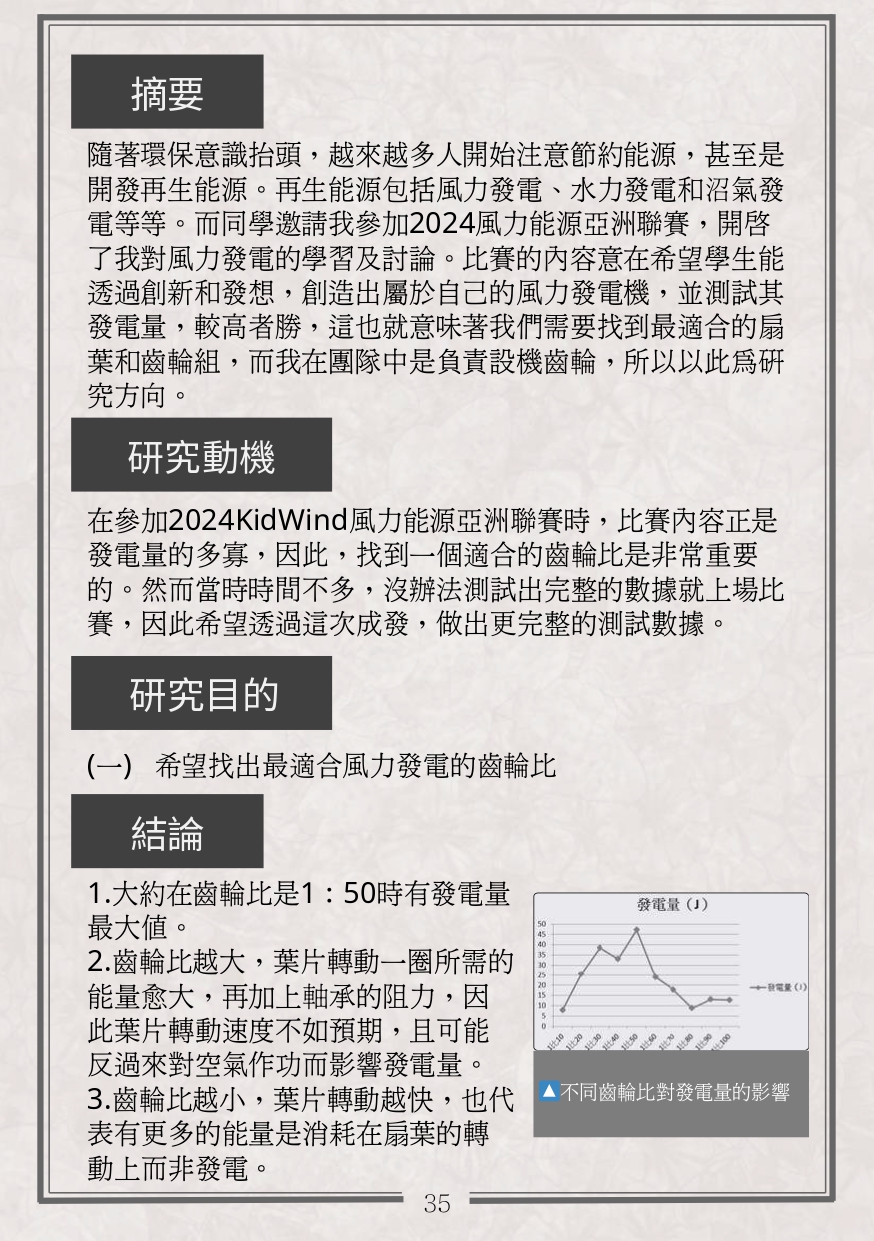 摘要
隨著環保意識抬頭，越來越多人開始注意節約能源，甚至是
開發再生能源。再生能源包括風力發電、水力發電和沼氣發
電等等。而同學邀請我參加2024風力能源亞洲聯賽，開啓
了我對風力發電的學習及討論。比賽的內容意在希望學生能
透過創新和發想，創造出屬於自己的風力發電機，並測試其
發電量，較高者勝，這也就意味著我們需要找到最適合的扇
葉和齒輪組，而我在團隊中是負責設機齒輪，所以以此爲研
究方向。
研究動機
在參加2024KidWind風力能源亞洲聯賽時，比賽內容正是
發電量的多寡，因此，找到一個適合的齒輪比是非常重要
的。然而當時時間不多，沒辦法測試出完整的數據就上場比
賽，因此希望透過這次成發，做出更完整的測試數據。
研究目的
(一) 希望找出最適合風力發電的齒輪比
結論
1.大約在齒輪比是1：50時有發電量
最大値。
2.齒輪比越大，葉片轉動一圈所需的
能量愈大，再加上軸承的阻力，因
此葉片轉動速度不如預期，且可能
反過來對空氣作功而影響發電量。
3.齒輪比越小，葉片轉動越快，也代
表有更多的能量是消耗在扇葉的轉
動上而非發電。
發電量（J）
50
45
40
35
30
25
20
15
10
5
0
1比10
1比20
1比30
1比40
1比50
1比60
1比70
1比80
1比90
1比100
發電量（J）
不同齒輪比對發電量的影響
35